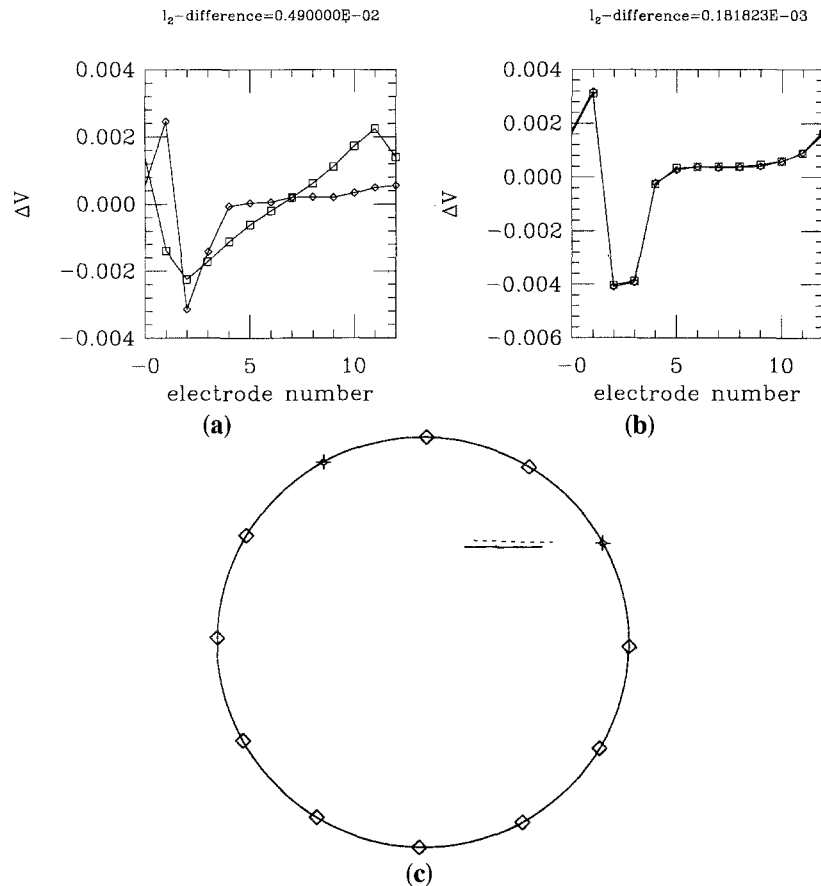 l₂-difference=0.490000E-02
l₂-difference=0.181823E-03
0.004
0.002
0.000
−0.002
−0.004
ΔV
−0
5
10
electrode number
(a)
0.004
0.002
0.000
−0.002
−0.004
−0.006
ΔV
−0
5
10
electrode number
(b)
(c)